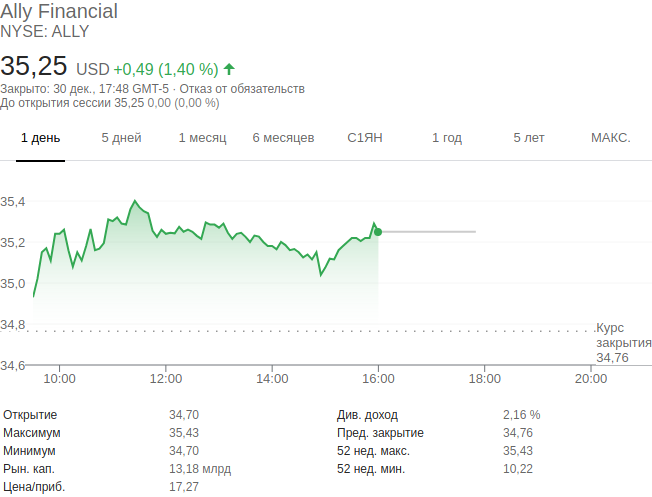 Ally Financial
NYSE: ALLY
35,25 USD +0,49 (1,40 %)
Закрыто: 30 дек., 17:48 GMT-5 · Отказ от обязательств
До открытия сессии 35,25 0,00 (0,00 %)
1 день 5 дней 1 месяц 6 месяцев С1ЯН 1 год 5 лет МАКС.
35,4
35,2
35,0
34,8
Курс
закрытия
34,76
34,6
10:00 12:00 14:00 16:00 18:00 20:00
Открытие 34,70 Див. доход 2,16 %
Максимум 35,43 Пред. закрытие 34,76
Минимум 34,70 52 нед. макс. 35,43
Рын. кап. 13,18 млрд 52 нед. мин. 10,22
Цена/приб. 17,27